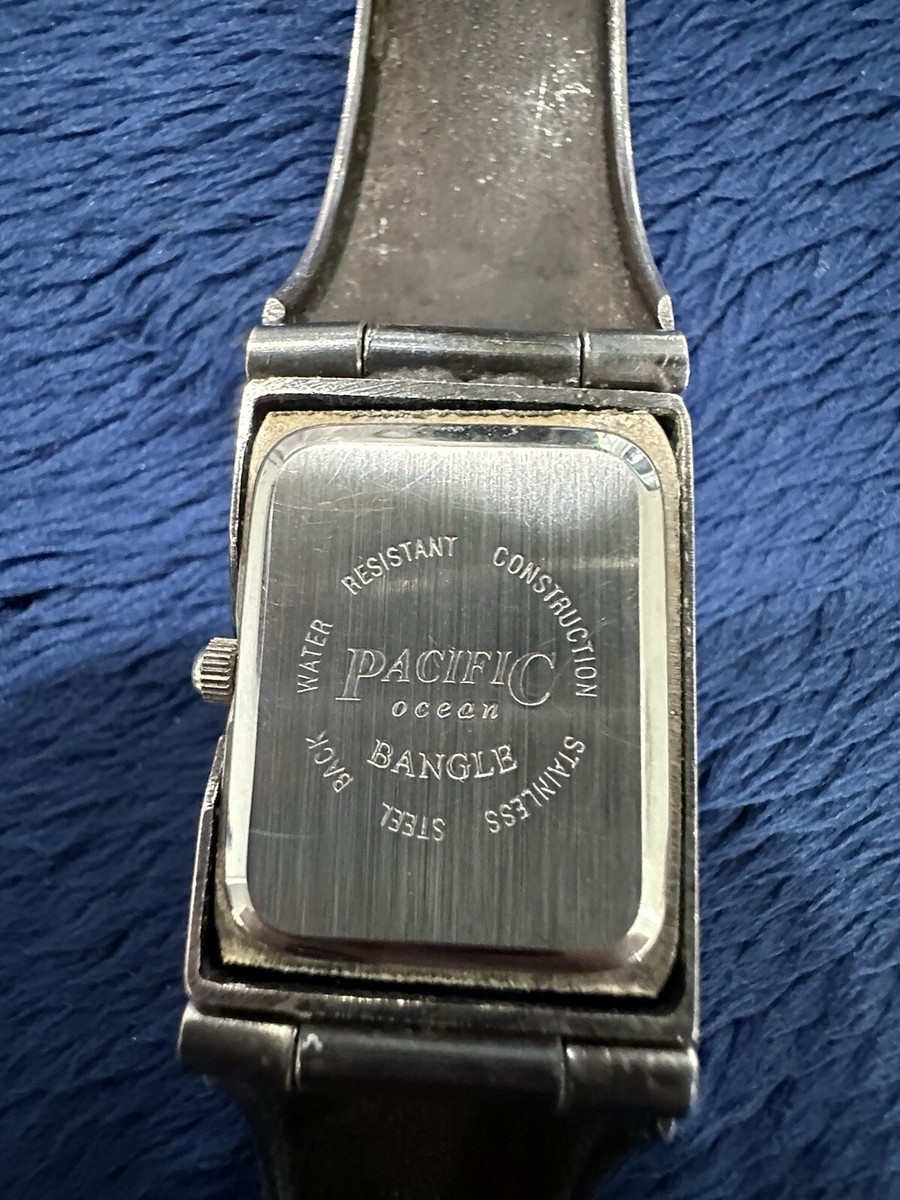 WATER RESISTANT CONSTRUCTION
PACIFIC
ocean
BANGLE
STAINLESS STEEL BACK